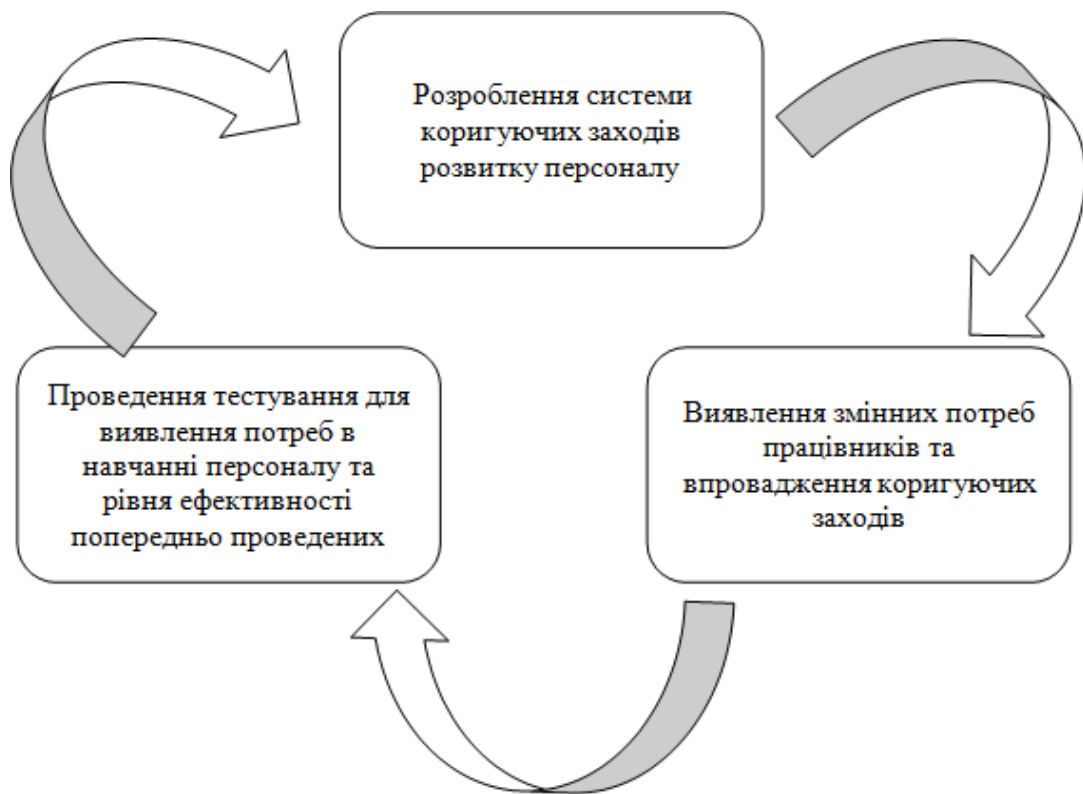 Розроблення системи
коригуючих заходів
розвитку персоналу
Проведення тестування для
виявлення потреб в
навчанні персоналу та
рівня ефективності
попередньо проведених
Виявлення змінних потреб
працівників та
впровадження коригуючих
заходів